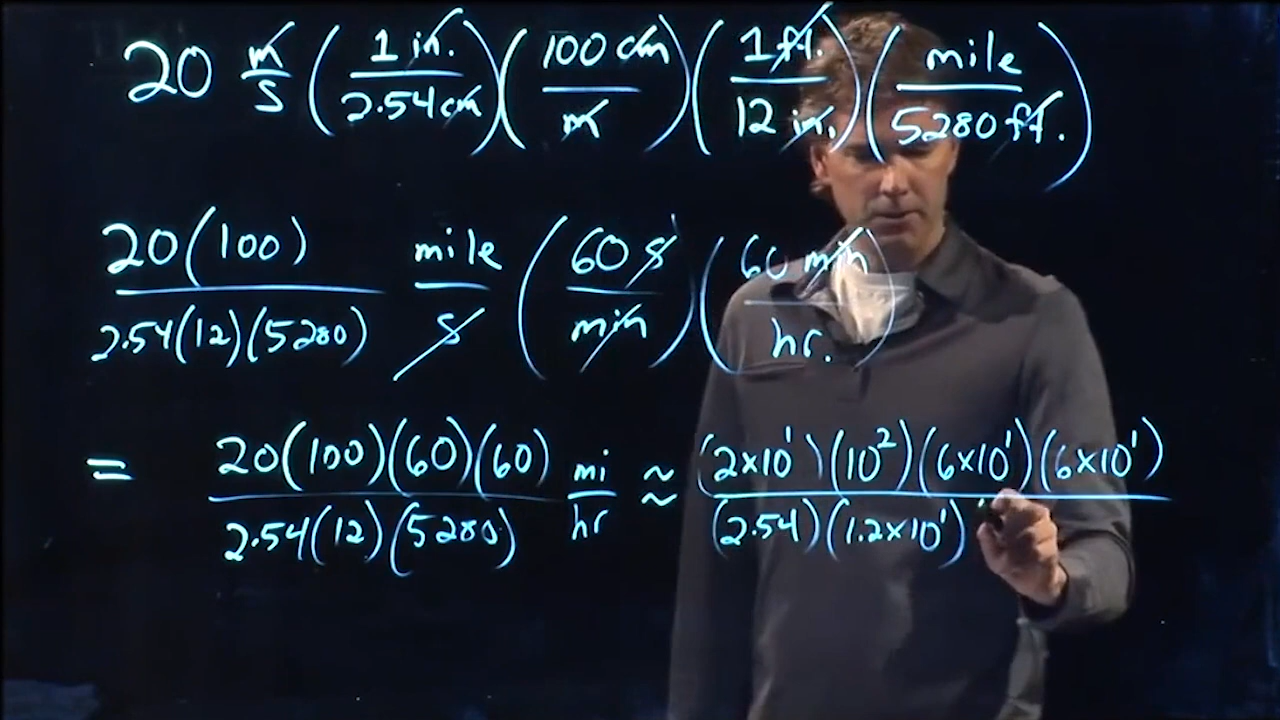 20 m/s (1 in./2.54 cm)(100 cm/m)(1 ft./12 in.)(mile/5280 ft.)
20(100)/2.54(12)(5280) mile/s (60 s/min)(60 min/hr.)
= 20(100)(60)(60)/2.54(12)(5280) mi/hr ≈ (2×10¹)(10²)(6×10¹)(6×10¹)/(2.54)(1.2×10¹)